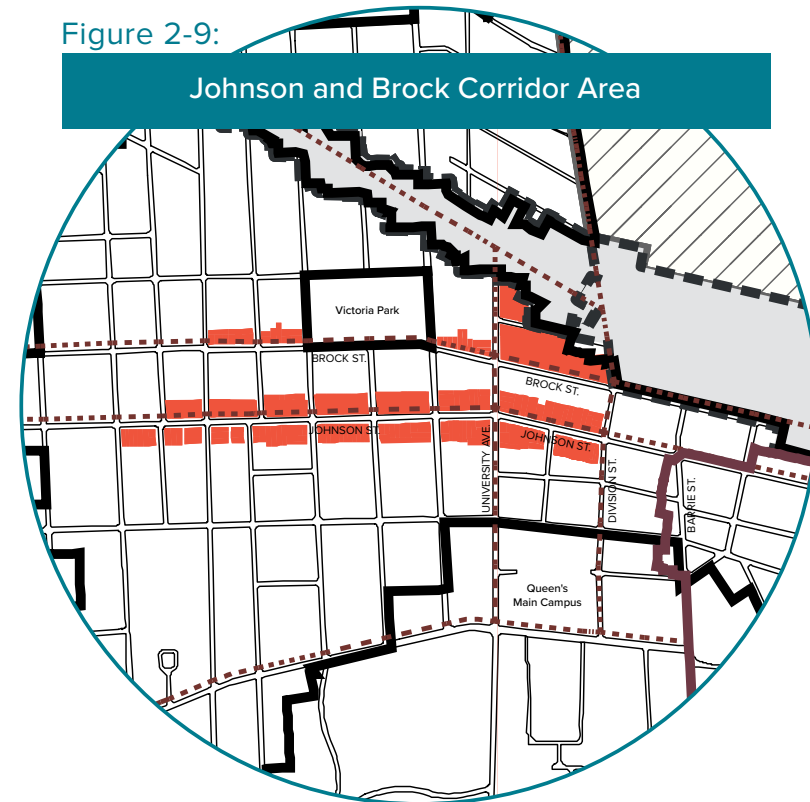 Figure 2-9:
Johnson and Brock Corridor Area
Victoria Park
BROCK ST.
BROCK ST.
JOHNSON ST.
JOHNSON ST.
UNIVERSITY AVE.
DIVISION ST.
BARRIE ST.
Queen's
Main Campus